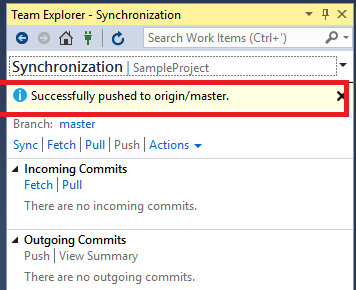 Team Explorer - Synchronization
Search Work Items (Ctrl+')
Synchronization | SampleProject
Successfully pushed to origin/master.
Branch: master
Sync | Fetch | Pull | Push | Actions
Incoming Commits
Fetch | Pull
There are no incoming commits.
Outgoing Commits
Push | View Summary
There are no outgoing commits.